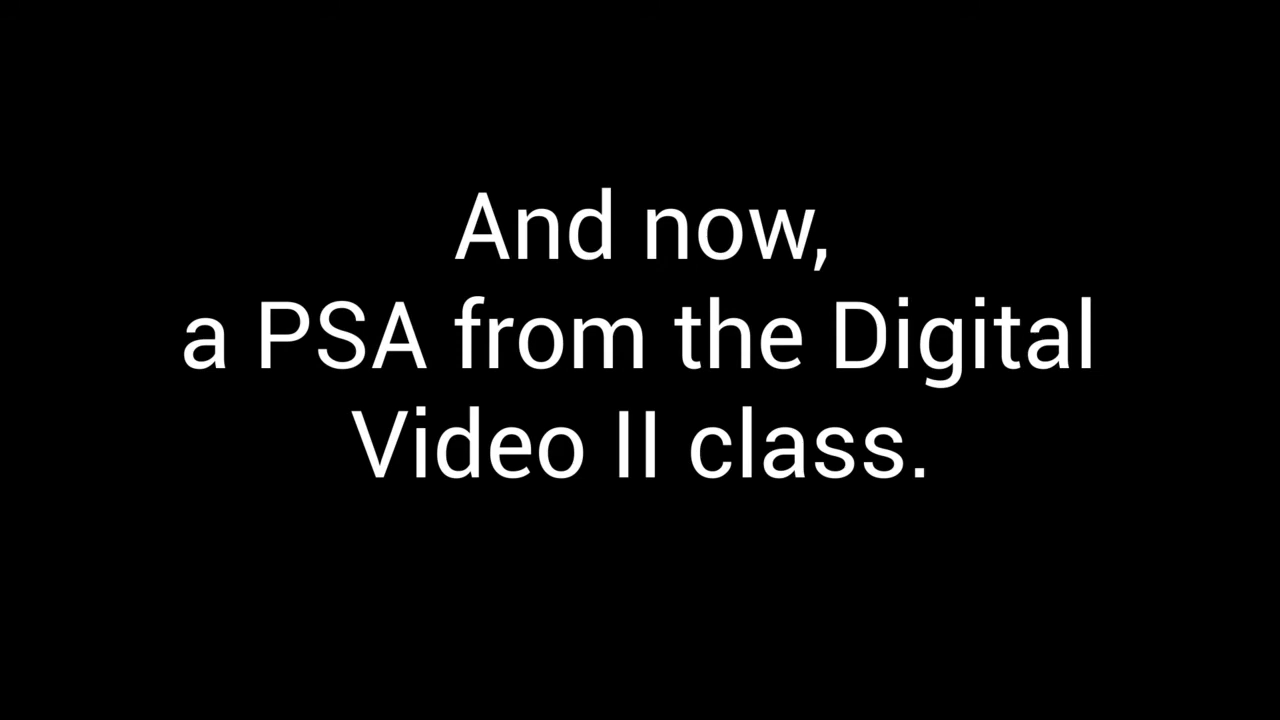 And now,
a PSA from the Digital
Video II class.